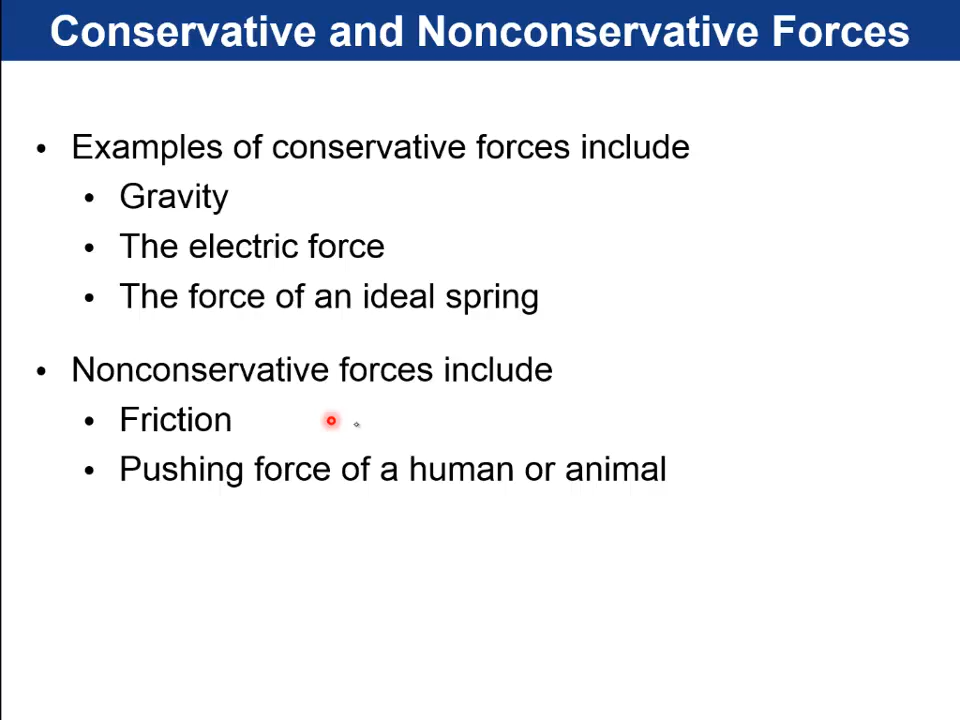 Conservative and Nonconservative Forces
• Examples of conservative forces include
• Gravity
• The electric force
• The force of an ideal spring
• Nonconservative forces include
• Friction
• Pushing force of a human or animal